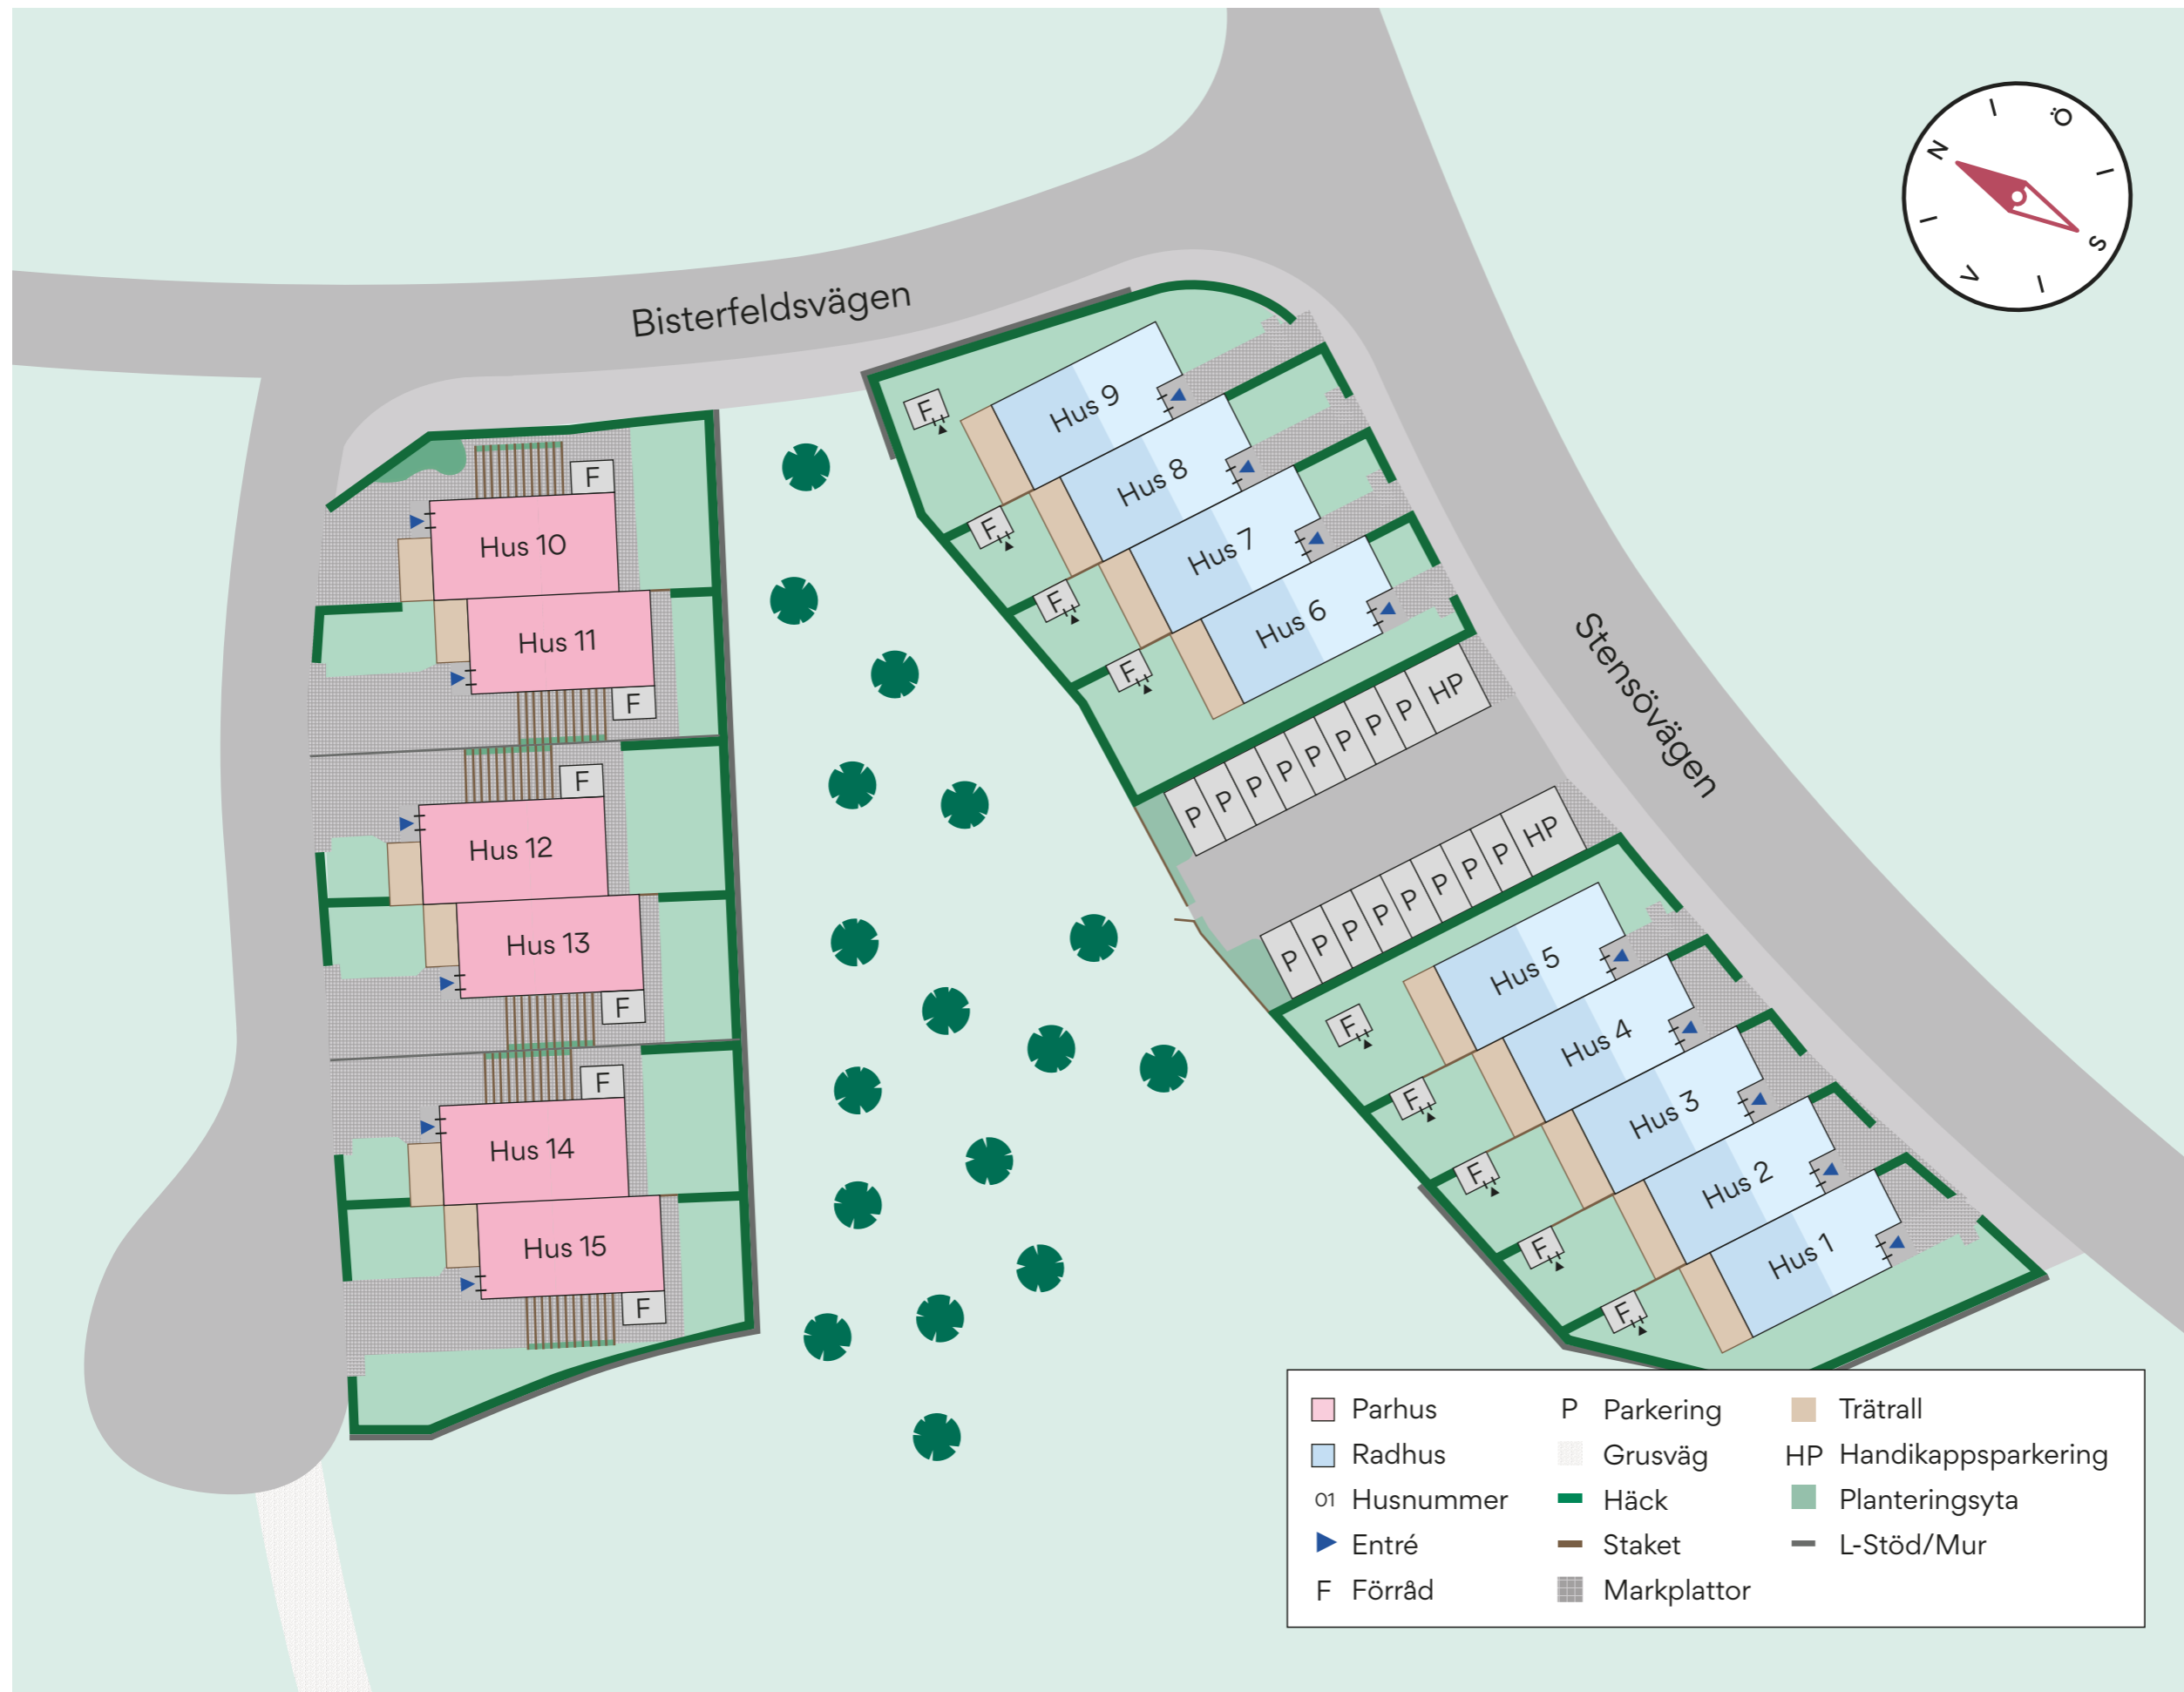 N
I
Ö
I
S
I
V
I
Bisterfeldsvägen
Stensövägen
Hus 9
F
Hus 8
F
Hus 7
F
Hus 6
F
P
P
P
P
P
P
P
P
HP
P
P
P
P
P
P
P
P
HP
Hus 5
F
Hus 4
F
Hus 3
F
Hus 2
F
Hus 1
F
F
Hus 10
Hus 11
F
F
Hus 12
Hus 13
F
F
Hus 14
Hus 15
F
Parhus
Radhus
01 Husnummer
Entré
F Förråd
P Parkering
Grusväg
Häck
Staket
Markplattor
Trätrall
HP Handikappsparkering
Planteringsyta
L-Stöd/Mur